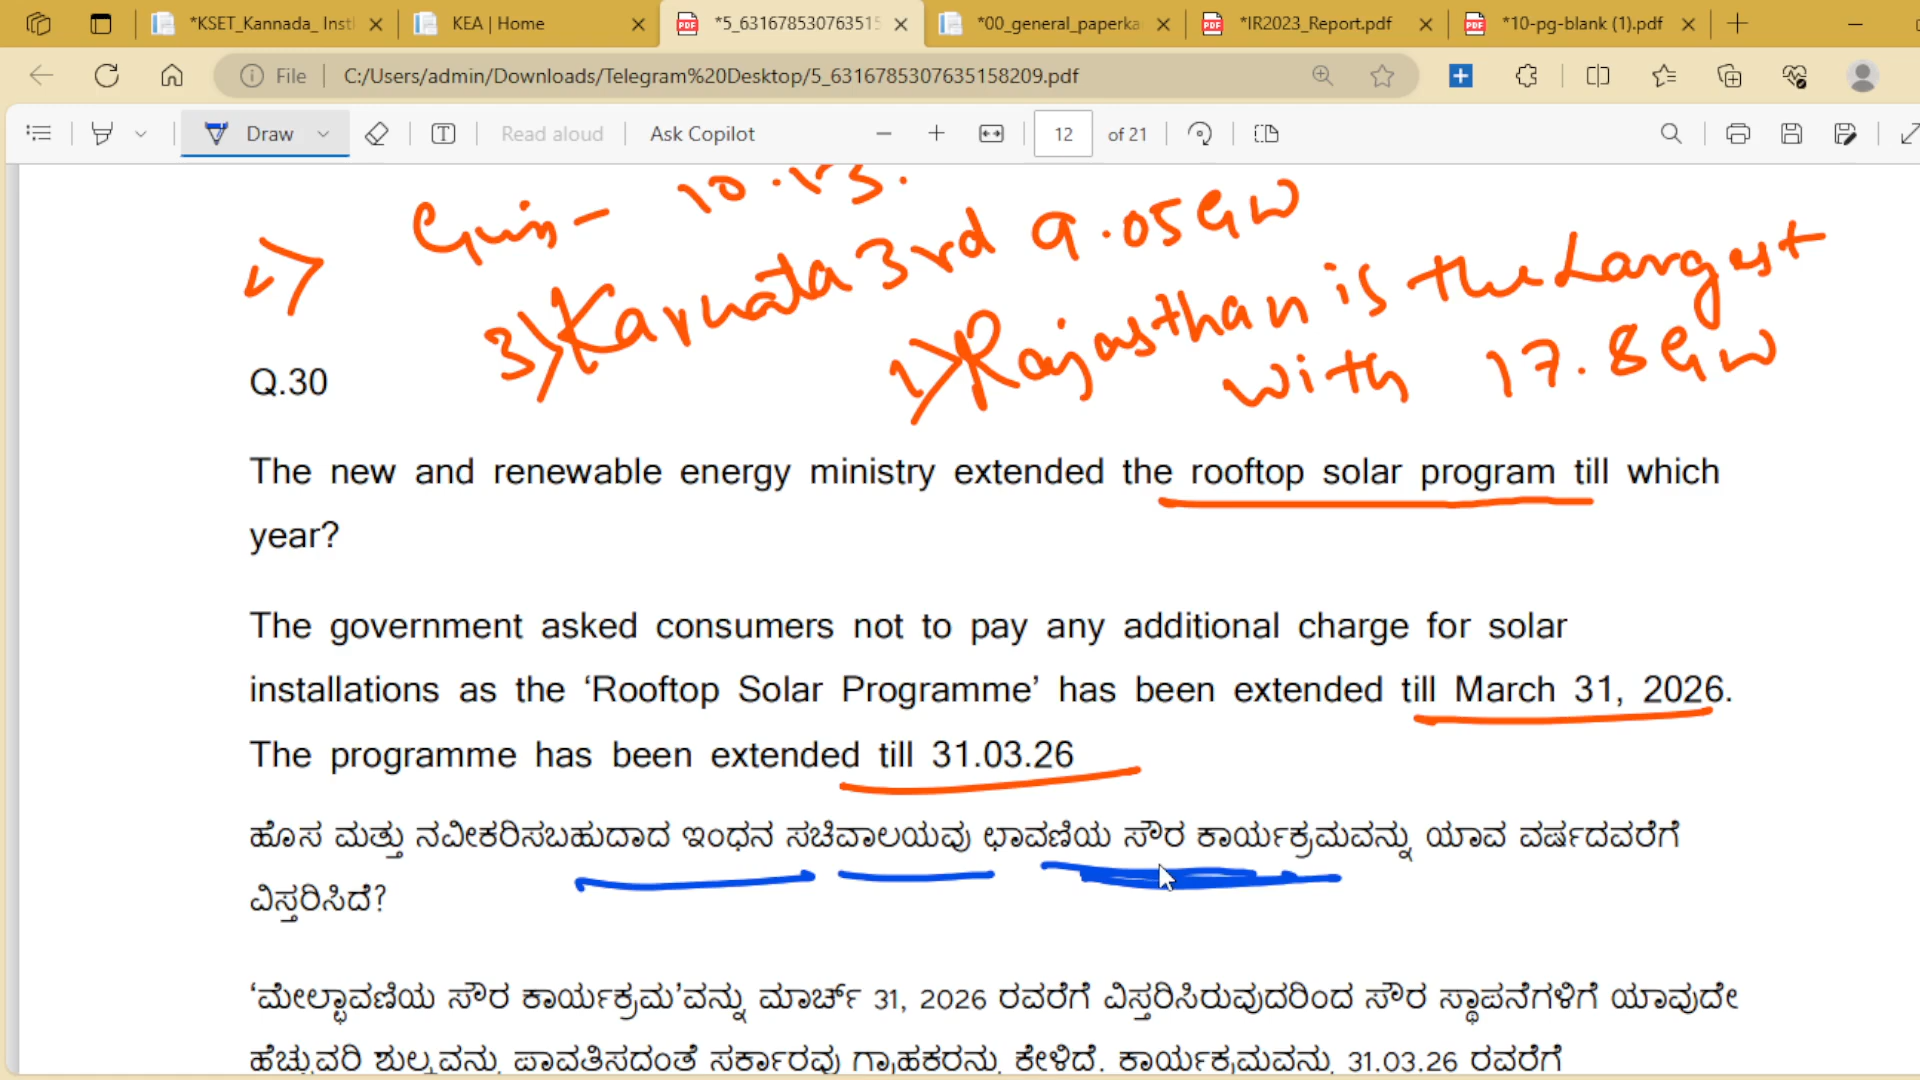 *KSET_Kannada_ Insti
KEA | Home
*5_631678530763515
*00_general_paperka
*IR2023_Report.pdf
*10-pg-blank (1).pdf
File
C:/Users/admin/Downloads/Telegram%20Desktop/5_6316785307635158209.pdf
Draw
Read aloud
Ask Copilot
12 of 21
3) Karnata 3rd 9.05GW
1) Rajasthan is the Largest
with 17.8GW
Q.30
The new and renewable energy ministry extended the rooftop solar program till which
year?
The government asked consumers not to pay any additional charge for solar
installations as the ‘Rooftop Solar Programme’ has been extended till March 31, 2026.
The programme has been extended till 31.03.26
ಹೊಸ ಮತ್ತು ನವೀಕರಿಸಬಹುದಾದ ಇಂಧನ ಸಚಿವಾಲಯವು ಛಾವಣಿಯ ಸೌರ ಕಾರ್ಯಕ್ರಮವನ್ನು ಯಾವ ವರ್ಷದವರೆಗೆ
ವಿಸ್ತರಿಸಿದೆ?
‘ಮೇಲ್ಛಾವಣಿಯ ಸೌರ ಕಾರ್ಯಕ್ರಮ’ವನ್ನು ಮಾರ್ಚ್ 31, 2026 ರವರೆಗೆ ವಿಸ್ತರಿಸಿರುವುದರಿಂದ ಸೌರ ಸ್ಥಾಪನೆಗಳಿಗೆ ಯಾವುದೇ
ಹೆಚ್ಚುವರಿ ಶುಲ್ಕವನ್ನು ಪಾವತಿಸದಂತೆ ಸರ್ಕಾರವು ಗ್ರಾಹಕರನ್ನು ಕೇಳಿದೆ. ಕಾರ್ಯಕ್ರಮವನ್ನು 31.03.26 ರವರೆಗೆ